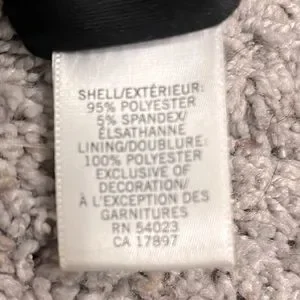 SHELL/EXTÉRIEUR:
95% POLYESTER
5% SPANDEX/
ÉLSATHANNE
LINING/DOUBLURE:
100% POLYESTER
EXCLUSIVE OF
DECORATION/
À L'EXCEPTION DES
GARNITURES
RN 54023
CA 17897